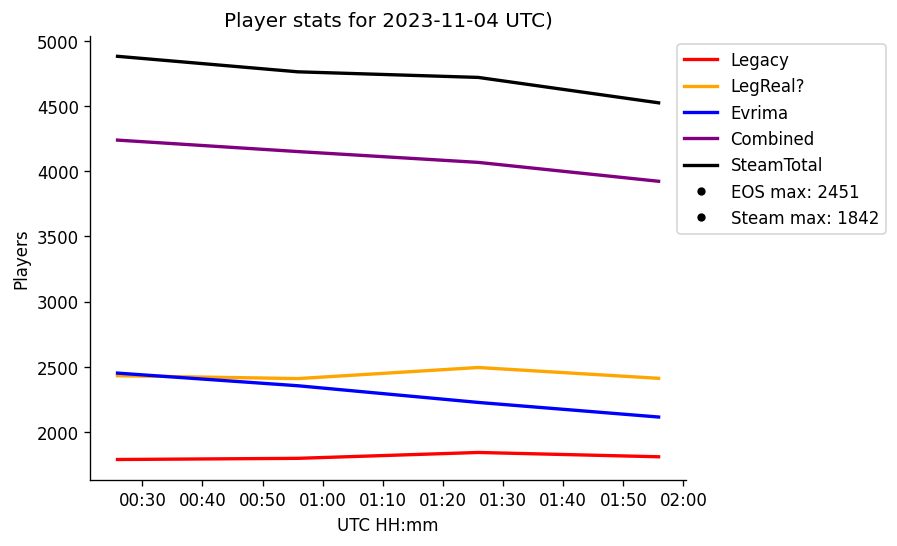 Player stats for 2023-11-04 UTC)
5000
4500
4000
3500
3000
2500
2000
Players
00:30 00:40 00:50 01:00 01:10 01:20 01:30 01:40 01:50 02:00
UTC HH:mm
Legacy
LegReal?
Evrima
Combined
SteamTotal
EOS max: 2451
Steam max: 1842